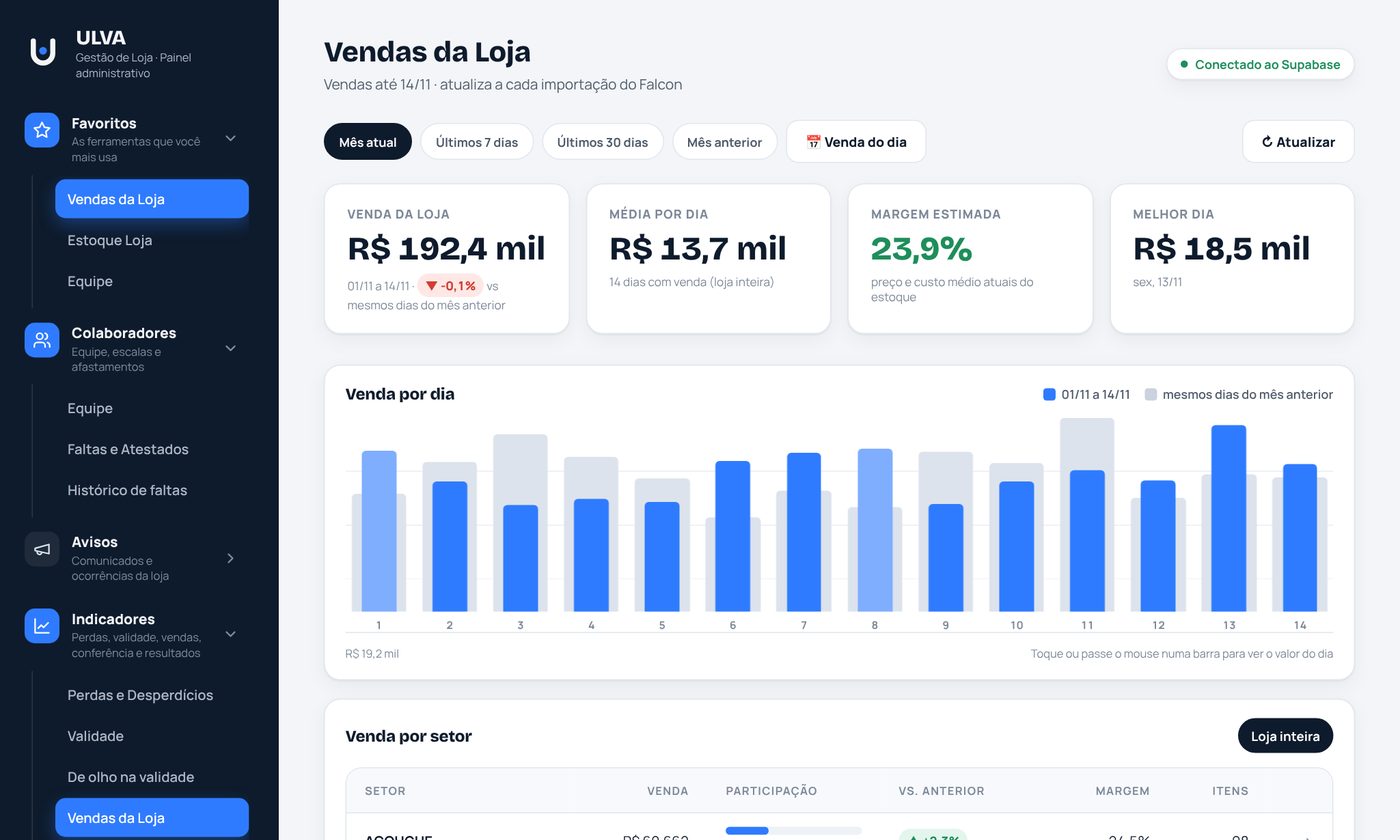 ULVA
Gestão de Loja · Painel
administrativo
Favoritos
As ferramentas que você
mais usa
Vendas da Loja
Estoque Loja
Equipe
Colaboradores
Equipe, escalas e
afastamentos
Equipe
Faltas e Atestados
Histórico de faltas
Avisos
Comunicados e
ocorrências da loja
Indicadores
Perdas, validade, vendas,
conferência e resultados
Perdas e Desperdícios
Validade
De olho na validade
Vendas da Loja
Vendas da Loja
Vendas até 14/11 · atualiza a cada importação do Falcon
Conectado ao Supabase
Mês atual Últimos 7 dias Últimos 30 dias Mês anterior 📅 Venda do dia ↻ Atualizar
VENDA DA LOJA
R$ 192,4 mil
01/11 a 14/11 · ▼ -0,1% vs
mesmos dias do mês anterior
MÉDIA POR DIA
R$ 13,7 mil
14 dias com venda (loja inteira)
MARGEM ESTIMADA
23,9%
preço e custo médio atuais do
estoque
MELHOR DIA
R$ 18,5 mil
sex, 13/11
Venda por dia
01/11 a 14/11 mesmos dias do mês anterior
1 2 3 4 5 6 7 8 9 10 11 12 13 14
R$ 19,2 mil Toque ou passe o mouse numa barra para ver o valor do dia
Venda por setor
Loja inteira
SETOR VENDA PARTICIPAÇÃO VS. ANTERIOR MARGEM ITENS